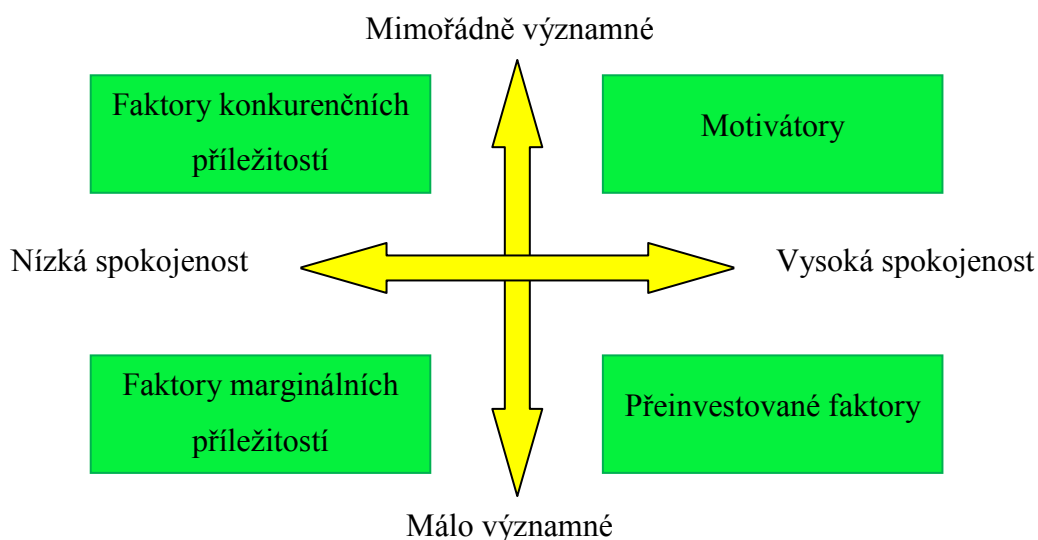 Mimořádně významné
Faktory konkurenčních
příležitostí
Motivátory
Nízká spokojenost
Vysoká spokojenost
Faktory marginálních
příležitostí
Přeinvestované faktory
Málo významné